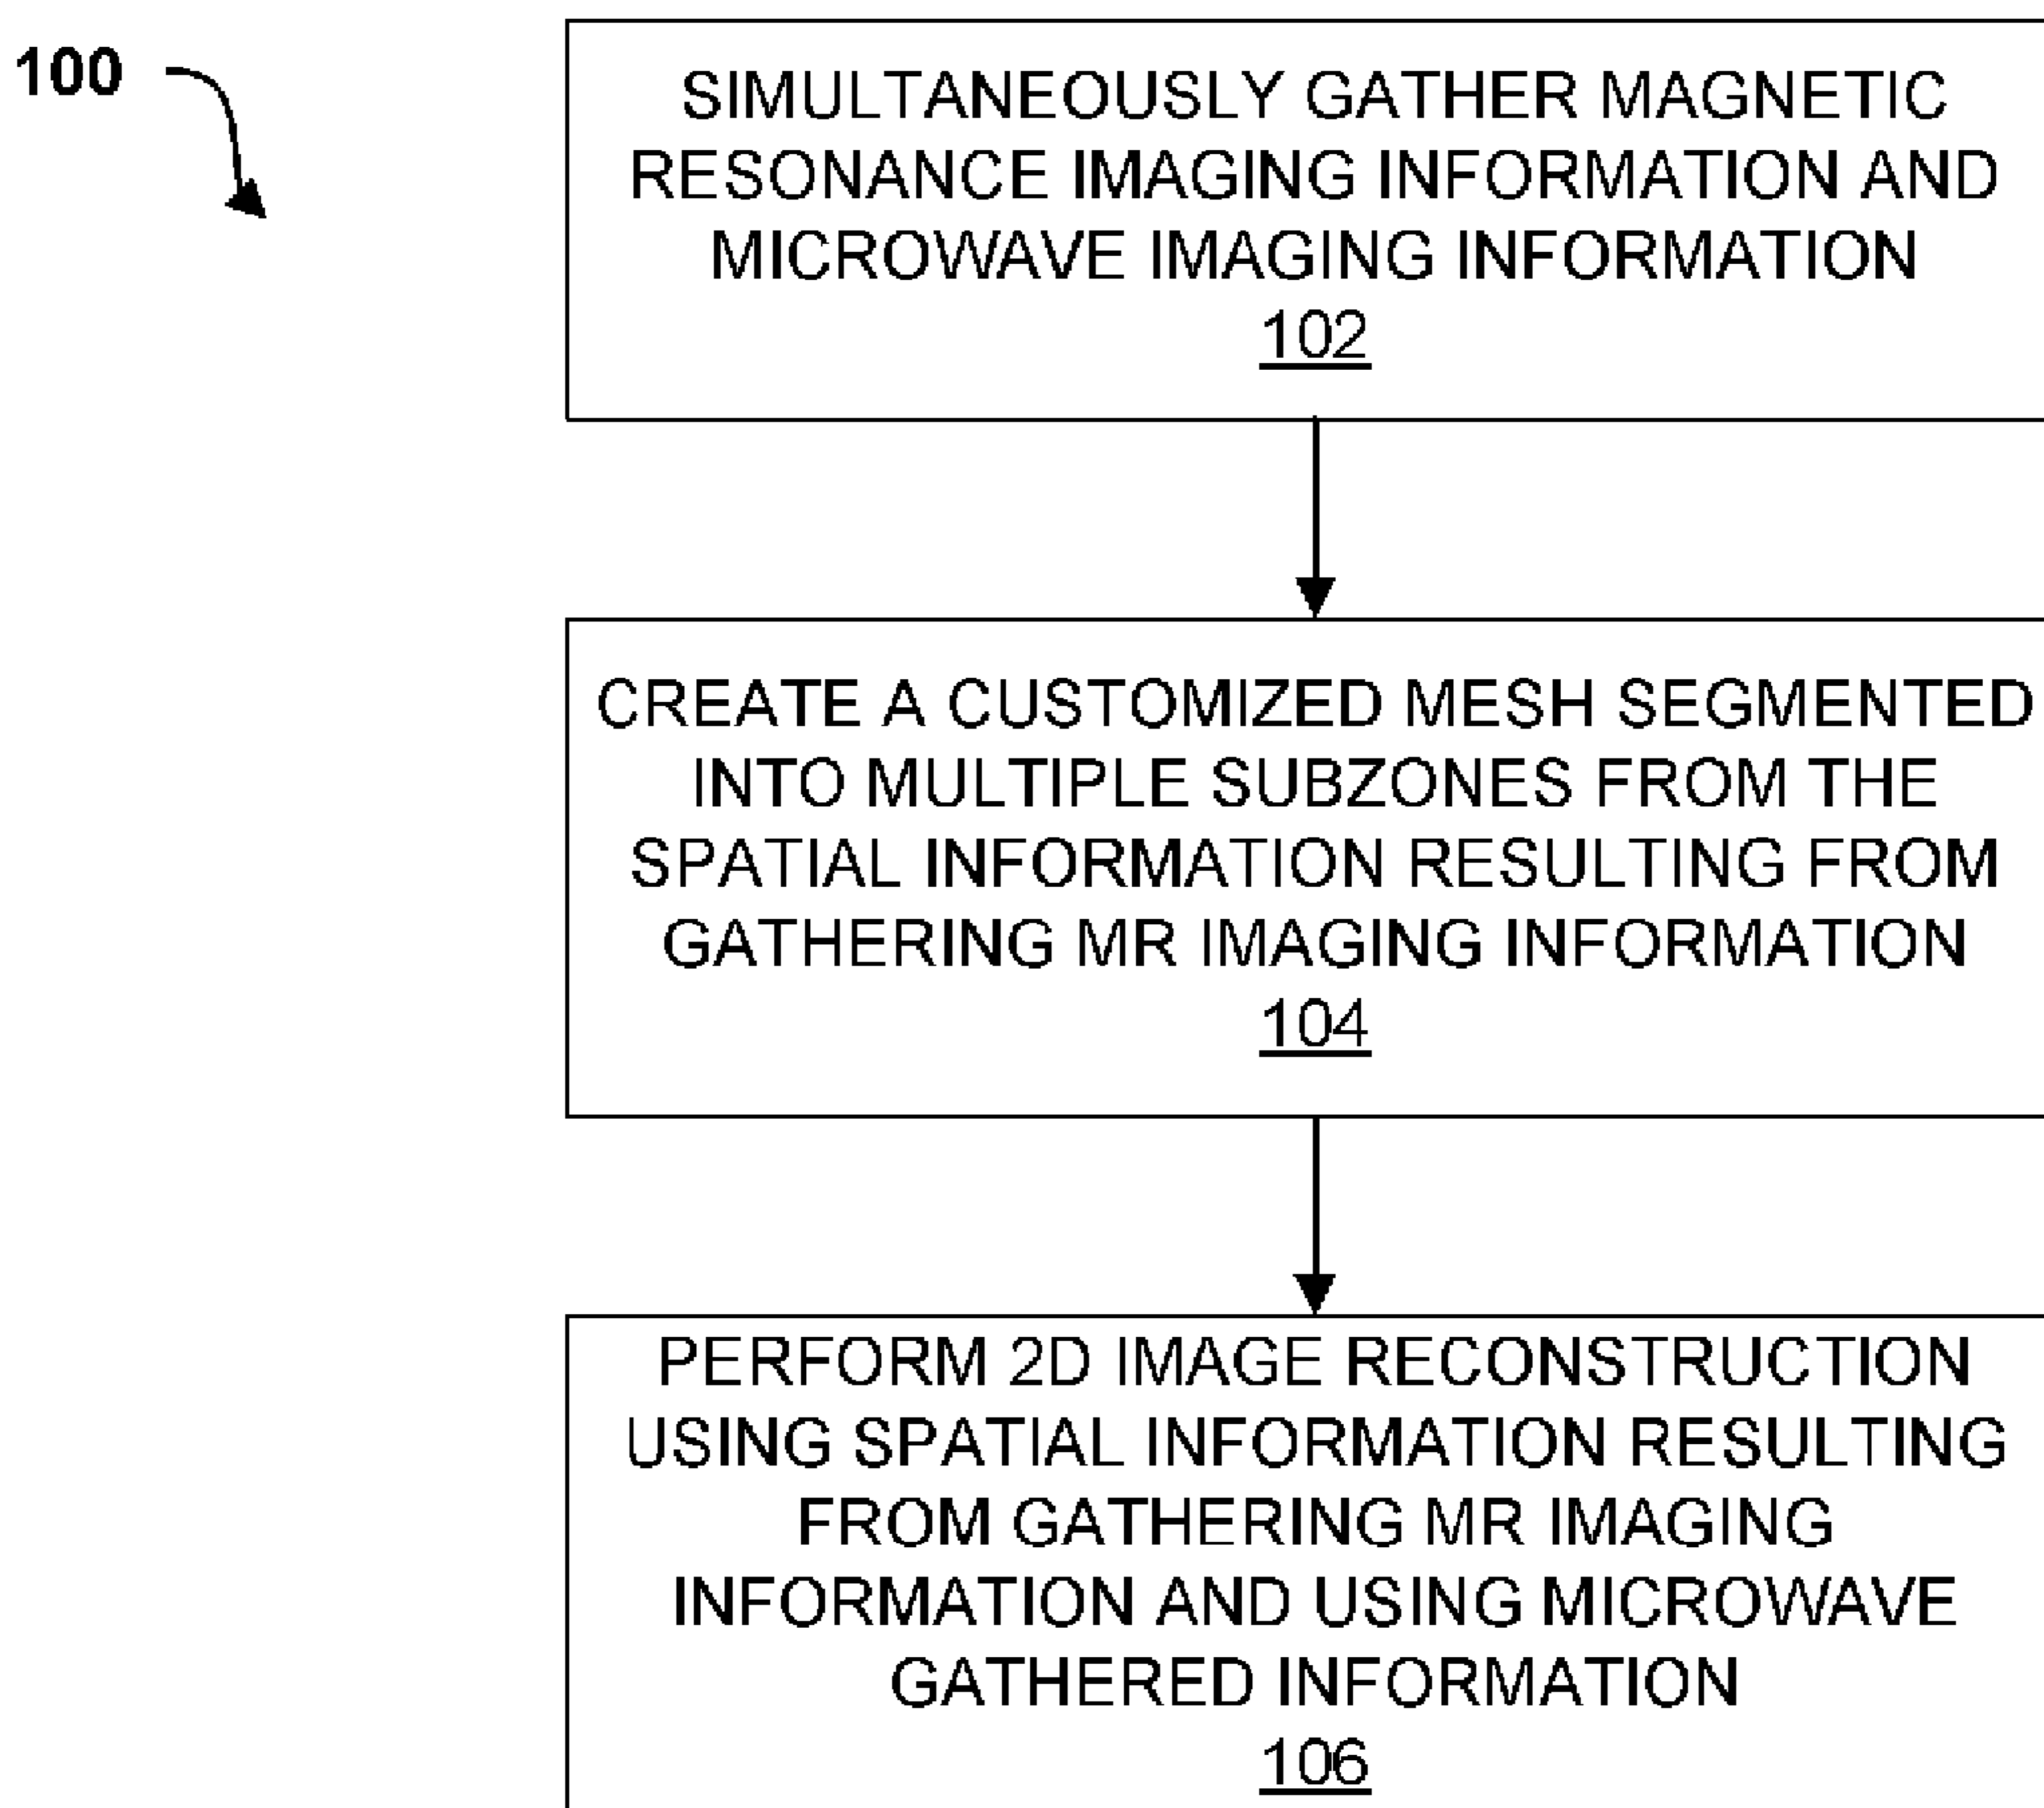 100
SIMULTANEOUSLY GATHER MAGNETIC
RESONANCE IMAGING INFORMATION AND
MICROWAVE IMAGING INFORMATION
102
CREATE A CUSTOMIZED MESH SEGMENTED
INTO MULTIPLE SUBZONES FROM THE
SPATIAL INFORMATION RESULTING FROM
GATHERING MR IMAGING INFORMATION
104
PERFORM 2D IMAGE RECONSTRUCTION
USING SPATIAL INFORMATION RESULTING
FROM GATHERING MR IMAGING
INFORMATION AND USING MICROWAVE
GATHERED INFORMATION
106